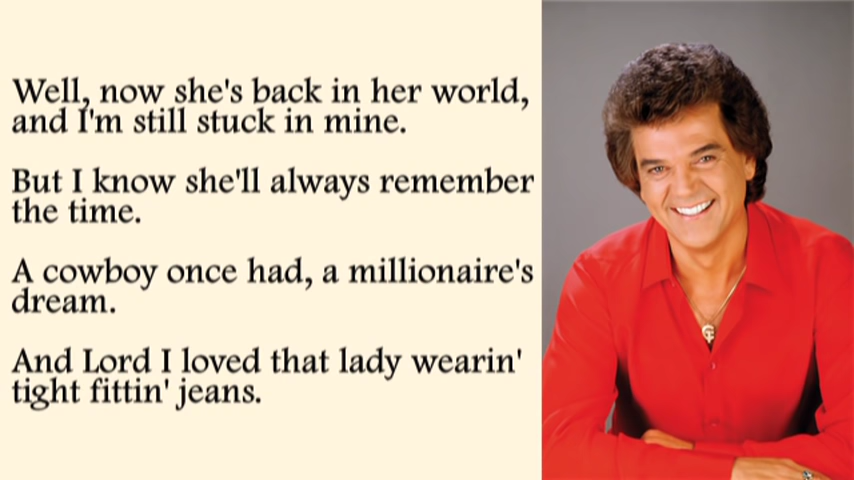 Well, now she's back in her world,
and I'm still stuck in mine.
But I know she'll always remember
the time.
A cowboy once had, a millionaire's
dream.
And Lord I loved that lady wearin'
tight fittin' jeans.